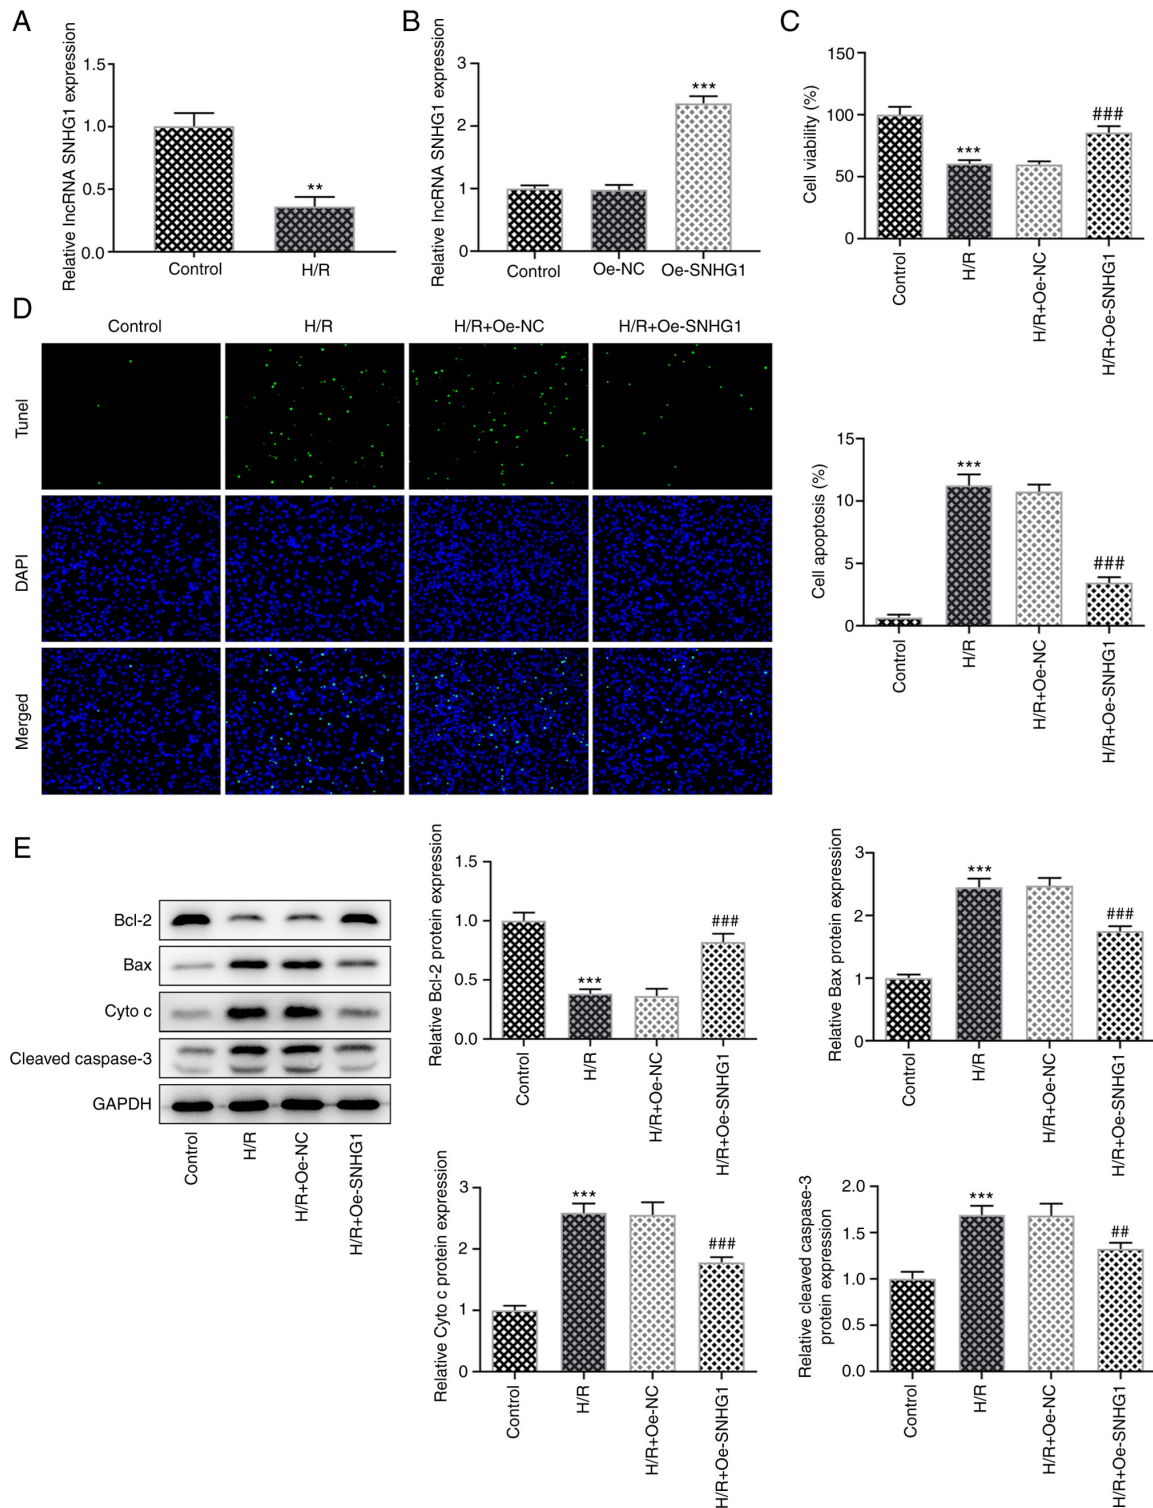 A
Relative lncRNA SNHG1 expression
1.5
1.0
0.5
0.0
**
Control
H/R
B
Relative lncRNA SNHG1 expression
3
2
1
0
***
Control
Oe-NC
Oe-SNHG1
C
Cell viability (%)
150
100
50
0
***
###
Control
H/R
H/R+Oe-NC
H/R+Oe-SNHG1
D
Control
H/R
H/R+Oe-NC
H/R+Oe-SNHG1
Tunel
DAPI
Merged
Cell apoptosis (%)
15
10
5
0
***
###
Control
H/R
H/R+Oe-NC
H/R+Oe-SNHG1
E
Bcl-2
Bax
Cyto c
Cleaved caspase-3
GAPDH
Control
H/R
H/R+Oe-NC
H/R+Oe-SNHG1
Relative Bcl-2 protein expression
1.5
1.0
0.5
0.0
***
###
Control
H/R
H/R+Oe-NC
H/R+Oe-SNHG1
Relative Bax protein expression
3
2
1
0
***
###
Control
H/R
H/R+Oe-NC
H/R+Oe-SNHG1
Relative Cyto c protein expression
3
2
1
0
***
###
Control
H/R
H/R+Oe-NC
H/R+Oe-SNHG1
Relative cleaved caspase-3
protein expression
2.0
1.5
1.0
0.5
0.0
***
##
Control
H/R
H/R+Oe-NC
H/R+Oe-SNHG1